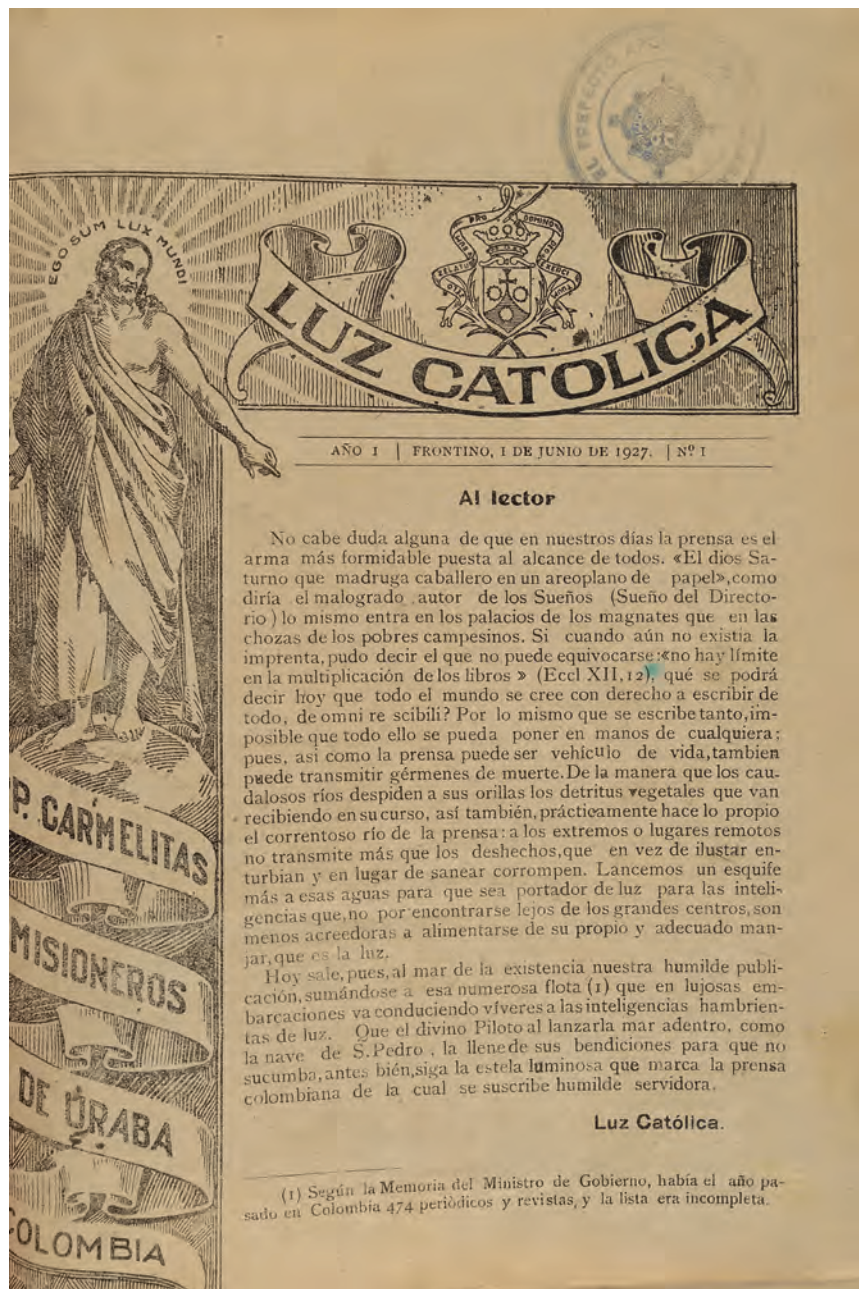 EGO SUM LUX MUNDI
LUZ CATOLICA
AÑO I | FRONTINO, 1 DE JUNIO DE 1927. | Nº 1
Al lector
No cabe duda alguna de que en nuestros días la prensa es el
arma más formidable puesta al alcance de todos. «El dios Sa-
turno que madruga caballero en un areoplano de papel»,como
diría el malogrado autor de los Sueños (Sueño del Directo-
rio) lo mismo entra en los palacios de los magnates que en las
chozas de los pobres campesinos. Si cuando aún no existia la
imprenta, pudo decir el que no puede equivocarse:«no hay límite
en la multiplicación de los libros » (Eccl XII, 12), qué se podrá
decir hoy que todo el mundo se cree con derecho a escribir de
todo, de omni re scibili? Por lo mismo que se escribe tanto,im-
posible que todo ello se pueda poner en manos de cualquiera;
pues, asi como la prensa puede ser vehículo de vida,tambien
puede transmitir gérmenes de muerte.De la manera que los cau-
dalosos ríos despiden a sus orillas los detritus vegetales que van
recibiendo en su curso, así también,prácticamente hace lo propio
el correntoso río de la prensa: a los extremos o lugares remotos
no transmite más que los deshechos,que en vez de ilustar en-
turbian y en lugar de sanear corrompen. Lancemos un esquife
más a esas aguas para que sea portador de luz para las inteli-
gencias que,no por encontrarse lejos de los grandes centros,son
menos acreedoras a alimentarse de su propio y adecuado man-
jar,que es la luz.
Hoy sale,pues,al mar de la existencia nuestra humilde publi-
cación,sumándose a esa numerosa flota (1) que en lujosas em-
barcaciones va conduciendo víveres a las inteligencias hambrien-
tas de luz. Que el divino Piloto al lanzarla mar adentro, como
la nave de S. Pedro , la llene de sus bendiciones para que no
sucumba,antes bién,siga la estela luminosa que marca la prensa
colombiana de la cual se suscribe humilde servidora.
Luz Católica.
(1) Según la Memoria del Ministro de Gobierno, había el año pa-
sado en Colombia 474 periòdicos y revistas, y la lista era incompleta.
P. CARMELITAS
MISIONEROS
DE URABA
OLOMBIA